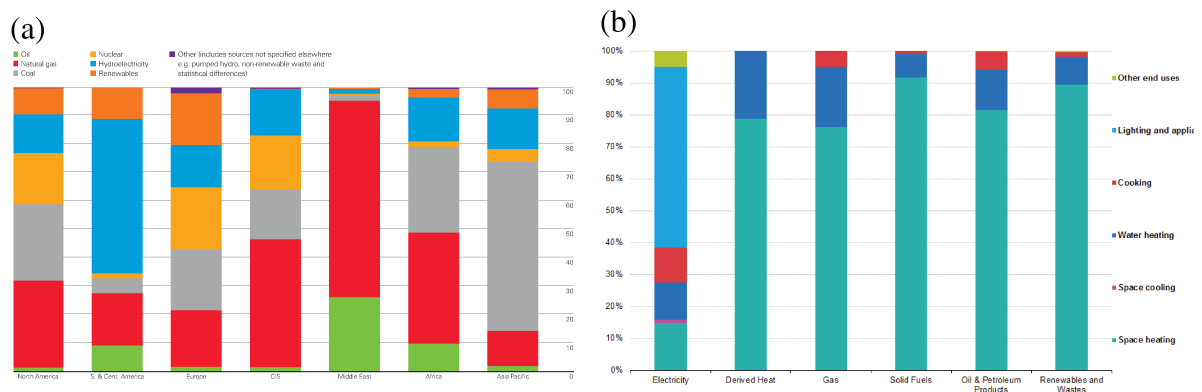 (a)
Oil
Natural gas
Coal
Nuclear
Hydroelectricity
Renewables
Other (includes sources not specified elsewhere
e.g. pumped hydro, non-renewable waste and
statistical differences)
100
90
80
70
60
50
40
30
20
10
0
North America
S. & Cent. America
Europe
CIS
Middle East
Africa
Asia Pacific
(b)
100%
90%
80%
70%
60%
50%
40%
30%
20%
10%
0%
Other end uses
Lighting and applia
Cooking
Water heating
Space cooling
Space heating
Electricity
Derived Heat
Gas
Solid Fuels
Oil & Petroleum
Products
Renewables and
Wastes